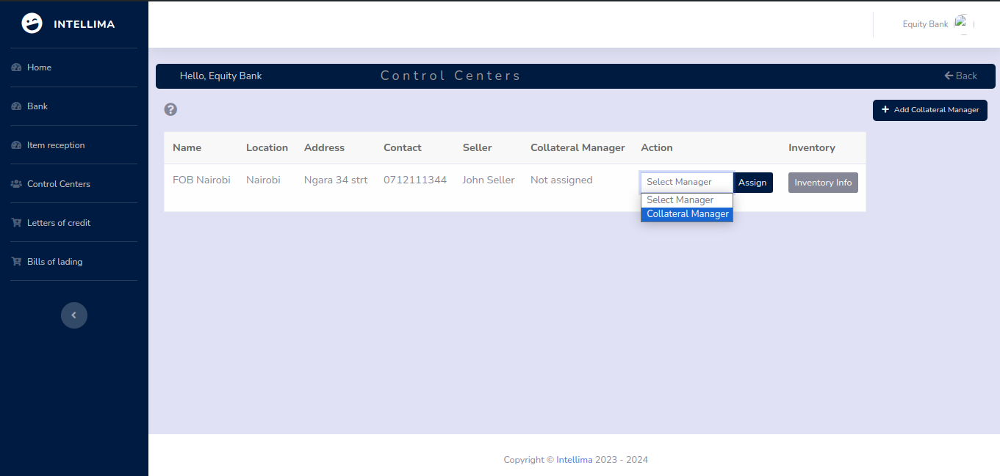 INTELLIMA
Equity Bank
Home
Bank
Item reception
Control Centers
Letters of credit
Bills of lading
Hello, Equity Bank Control Centers Back
?
Add Collateral Manager
Name Location Address Contact Seller Collateral Manager Action Inventory
FOB Nairobi Nairobi Ngara 34 strt 0712111344 John Seller Not assigned Select Manager Assign Inventory Info
Select Manager
Collateral Manager
Copyright © Intellima 2023 - 2024